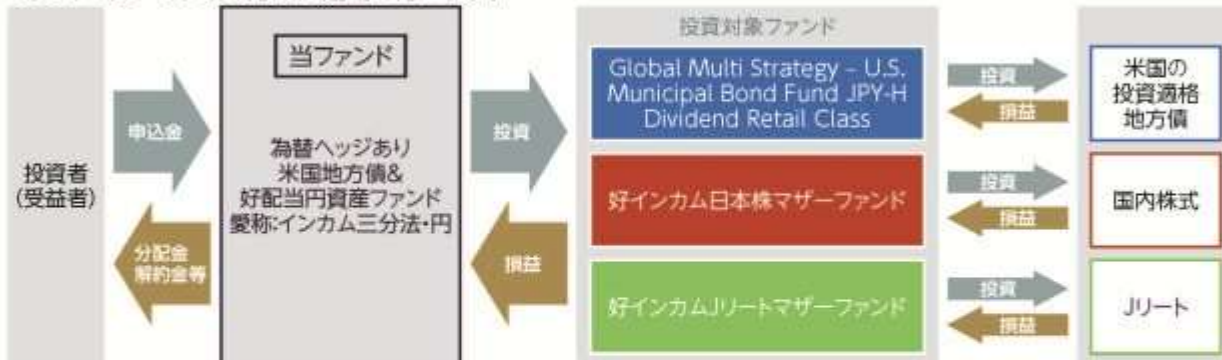 投資者
(受益者)
申込金
分配金
解約金等
当ファンド
為替ヘッジあり
米国地方債&
好配当円資産ファンド
愛称:インカム三分法・円
投資
損益
投資対象ファンド
Global Multi Strategy – U.S.
Municipal Bond Fund JPY-H
Dividend Retail Class
好インカム日本株マザーファンド
好インカムJリートマザーファンド
投資
損益
投資
損益
投資
損益
米国の
投資適格
地方債
国内株式
Jリート